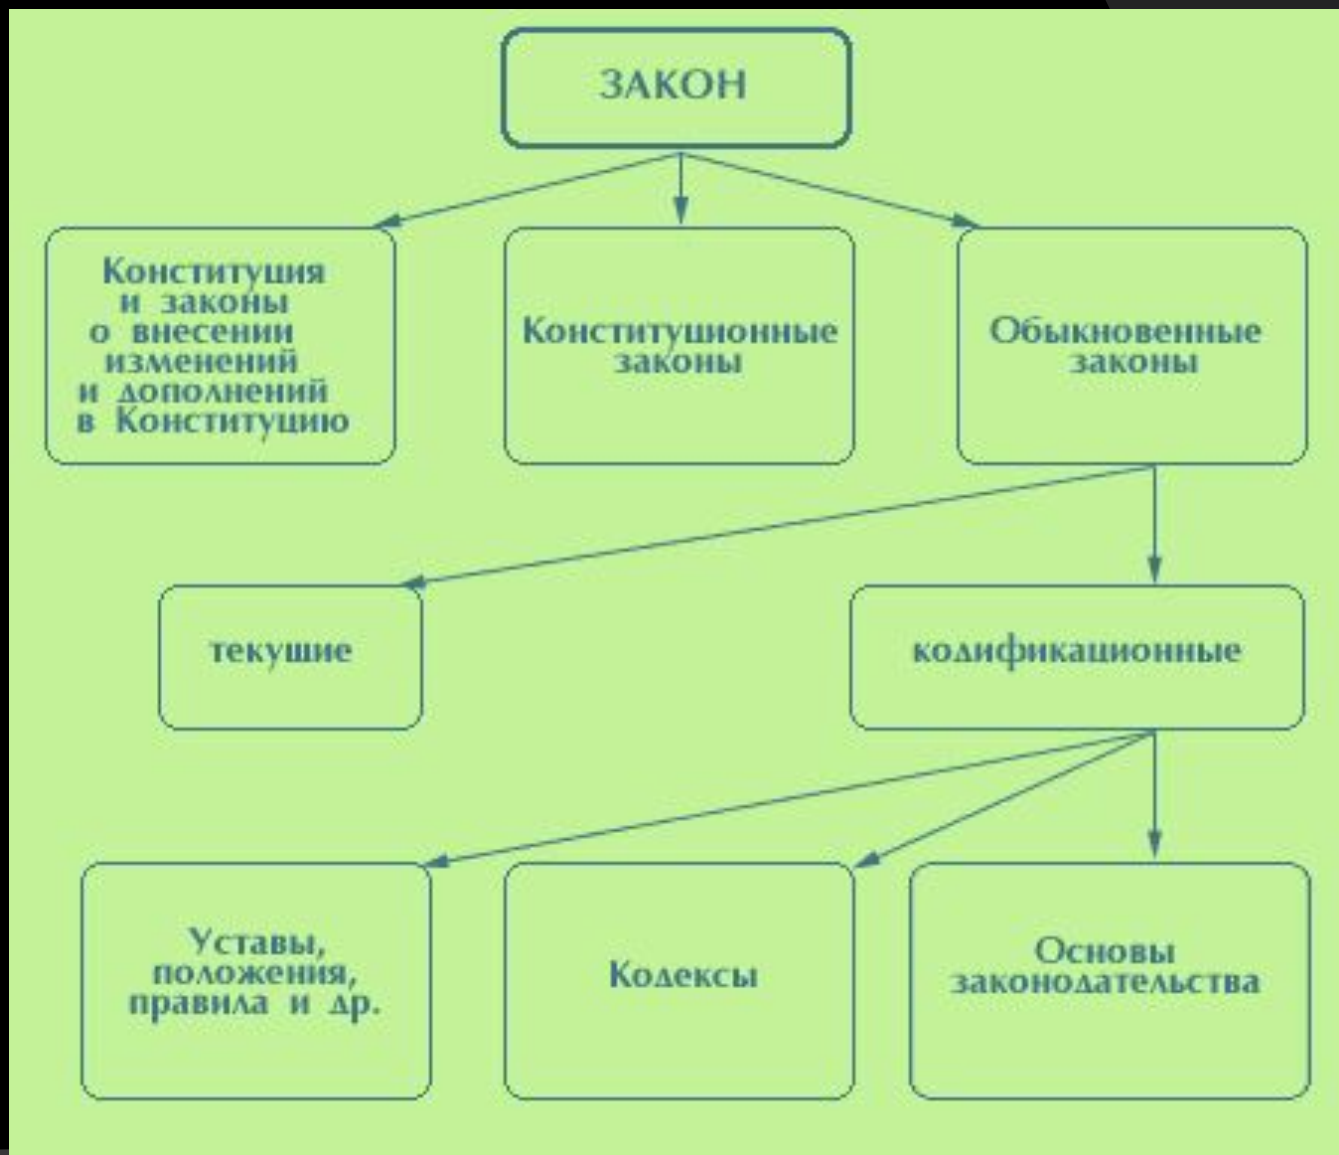 ЗАКОН
Конституция
и законы
о внесении
изменений
и дополнений
в Конституцию
Конституционные
законы
Обыкновенные
законы
текушие
кодификационные
Уставы,
положения,
правила и др.
Кодексы
Основы
законодательства